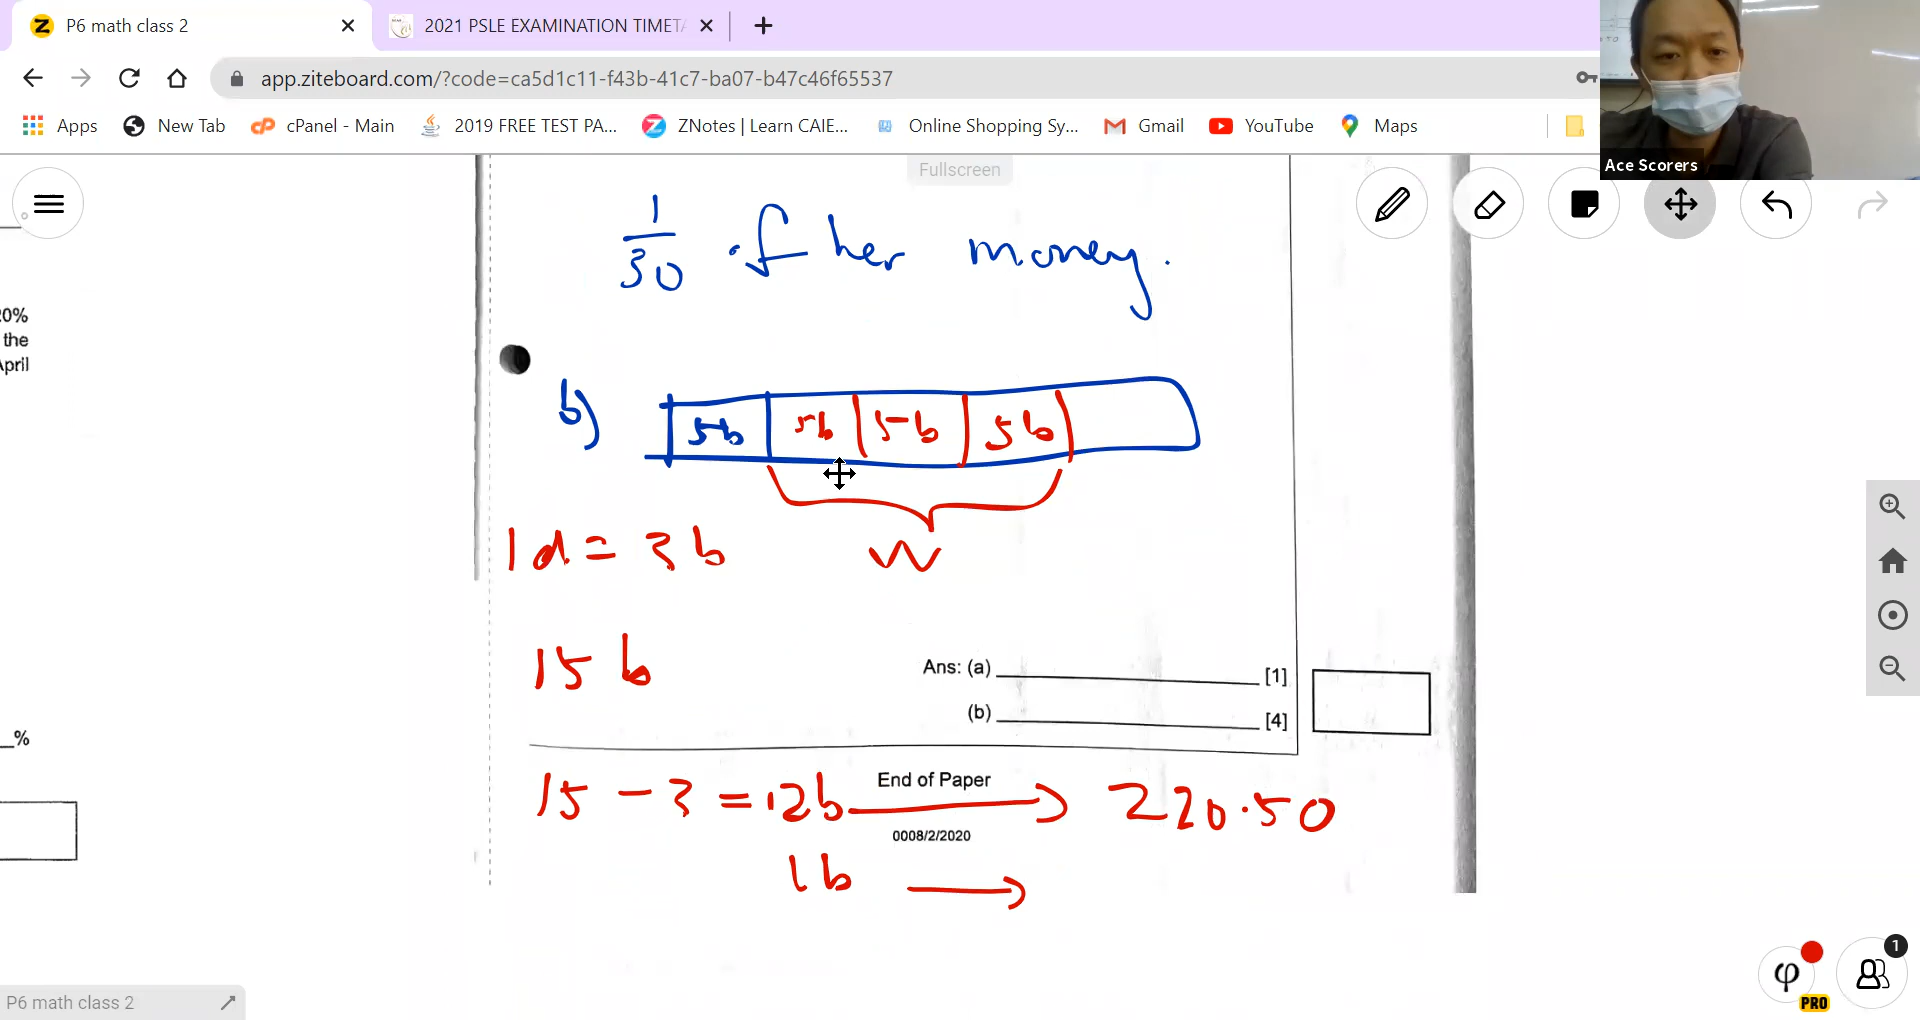 P6 math class 2
2021 PSLE EXAMINATION TIMETA
app.ziteboard.com/?code=ca5d1c11-f43b-41c7-ba07-b47c46f65537
Apps New Tab cPanel - Main 2019 FREE TEST PA... ZNotes | Learn CAIE... Online Shopping Sy... Gmail YouTube Maps
Ace Scorers
Fullscreen
1/30 of her money.
20%
the
April
b)
5b 5b 5b 5b
W
1d = 3b
15 b
Ans: (a) [1]
(b) [4]
%
15 - 3 = 12b → 220.50
End of Paper
0008/2/2020
1b →
P6 math class 2
1
φ
PRO